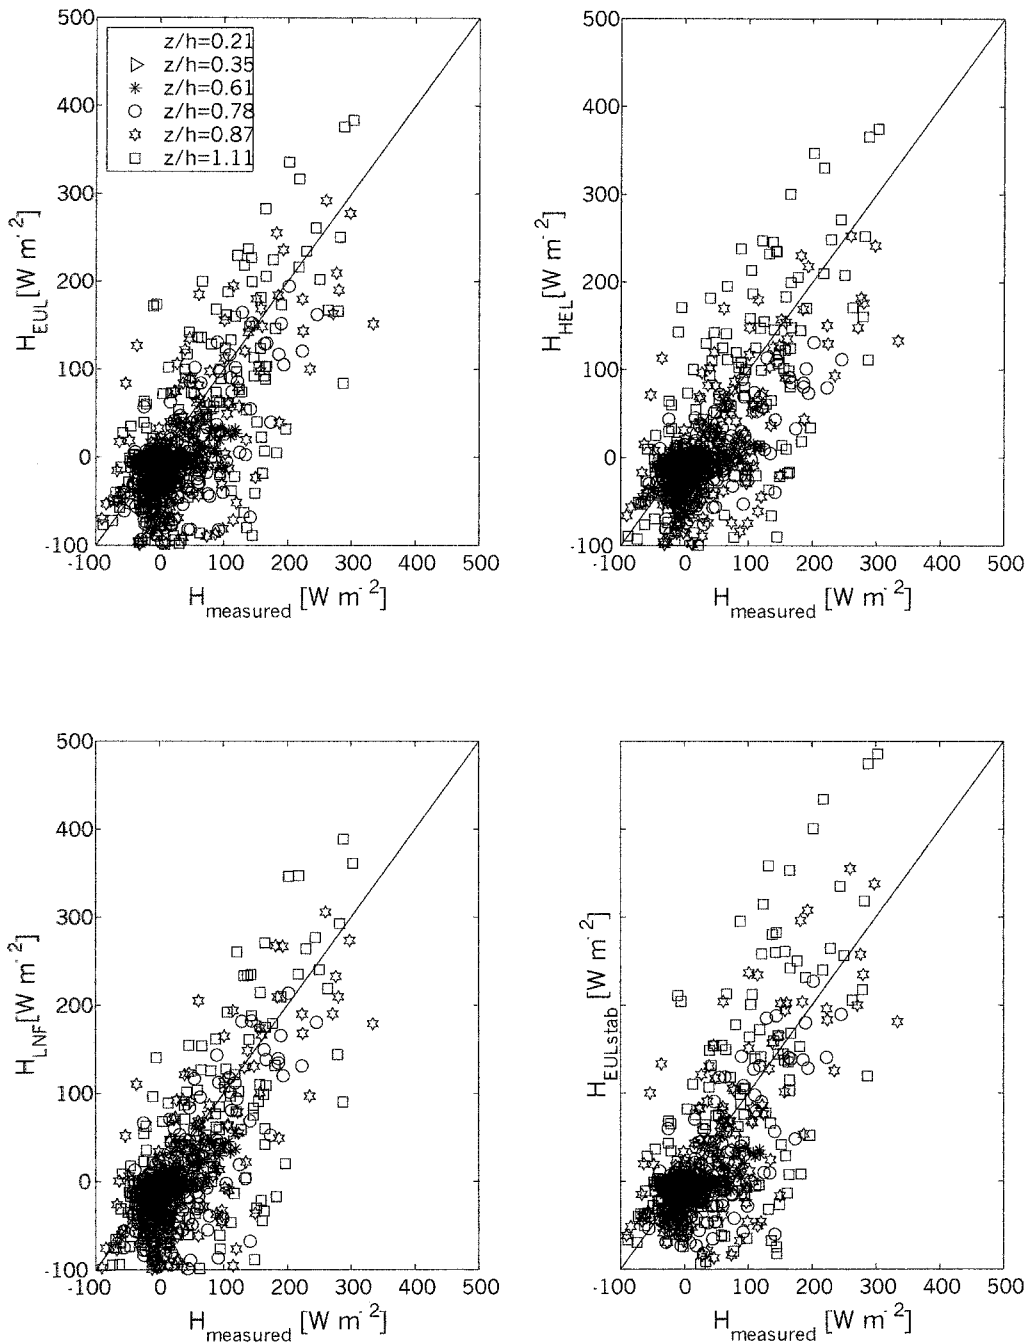 500
400
300
200
100
0
-100
H_EUL [W m^-2]
z/h=0.21
z/h=0.35
z/h=0.61
z/h=0.78
z/h=0.87
z/h=1.11
-100 0 100 200 300 400 500
H_measured [W m^-2]
500
400
300
200
100
0
-100
H_HEL [W m^-2]
-100 0 100 200 300 400 500
H_measured [W m^-2]
500
400
300
200
100
0
-100
H_LNF [W m^-2]
-100 0 100 200 300 400 500
H_measured [W m^-2]
H_EULstab [W m^-2]
-100 0 100 200 300 400 500
H_measured [W m^-2]